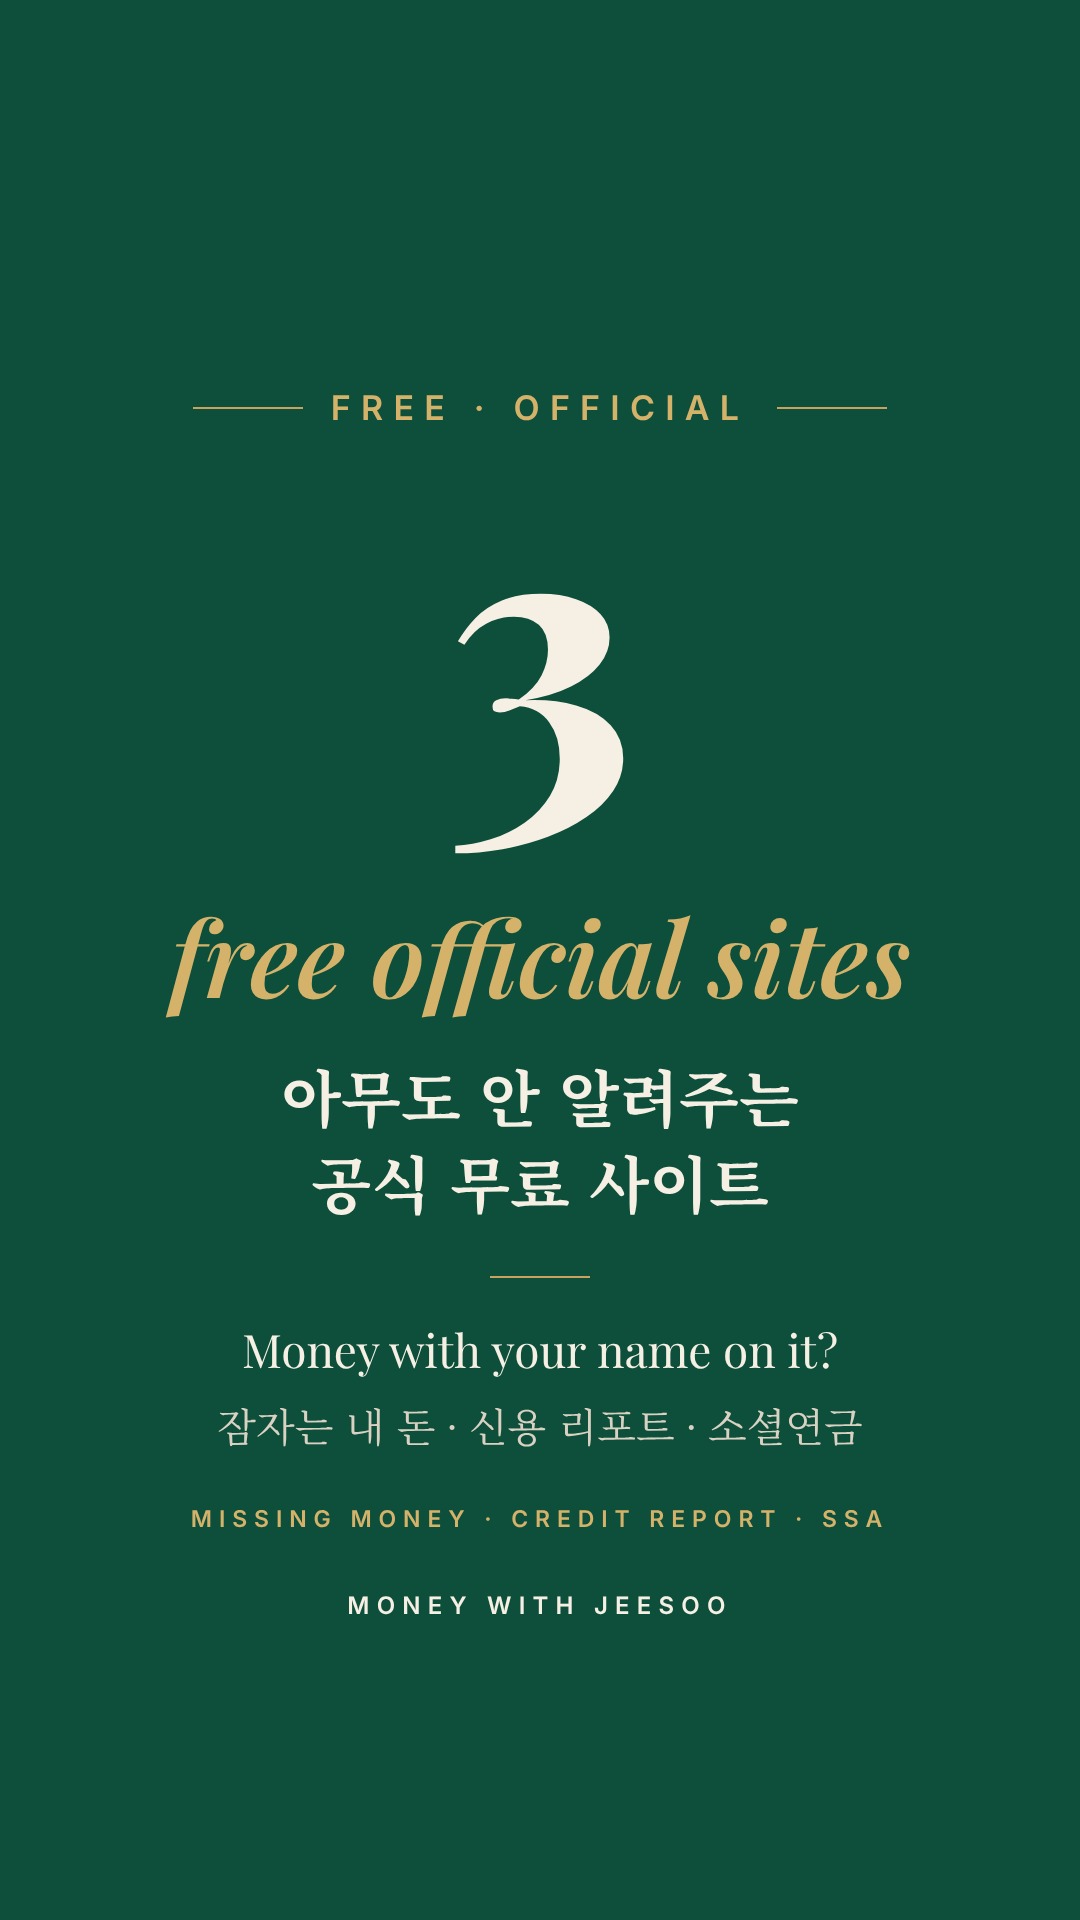 FREE · OFFICIAL
3
free official sites
아무도 안 알려주는
공식 무료 사이트
Money with your name on it?
잠자는 내 돈 · 신용 리포트 · 소셜연금
MISSING MONEY · CREDIT REPORT · SSA
MONEY WITH JEESOO